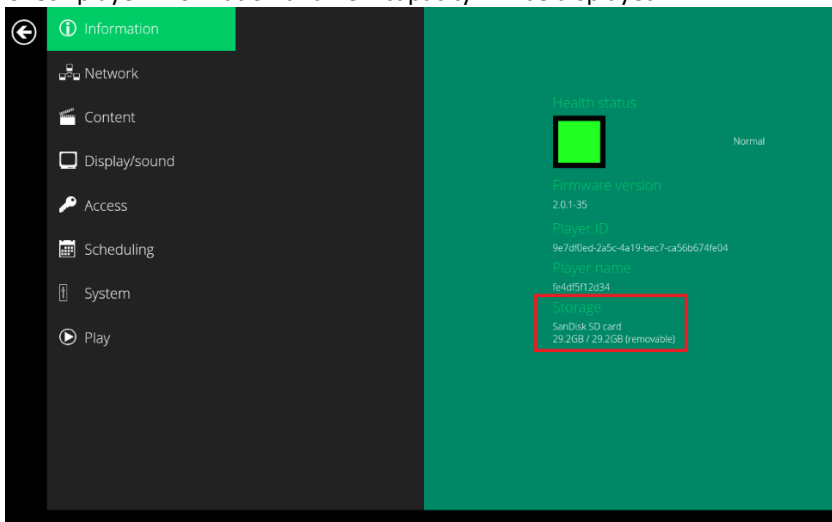 Information
Network
Content
Display/sound
Access
Scheduling
System
Play
Health status
Normal
Firmware version
2.0.1-35
Player ID
9e7df0ed-2a5c-4a19-bec7-ca56b674fe04
Player name
fe4df5f12d34
Storage
SanDisk SD card
29.2GB / 29.2GB (removable)